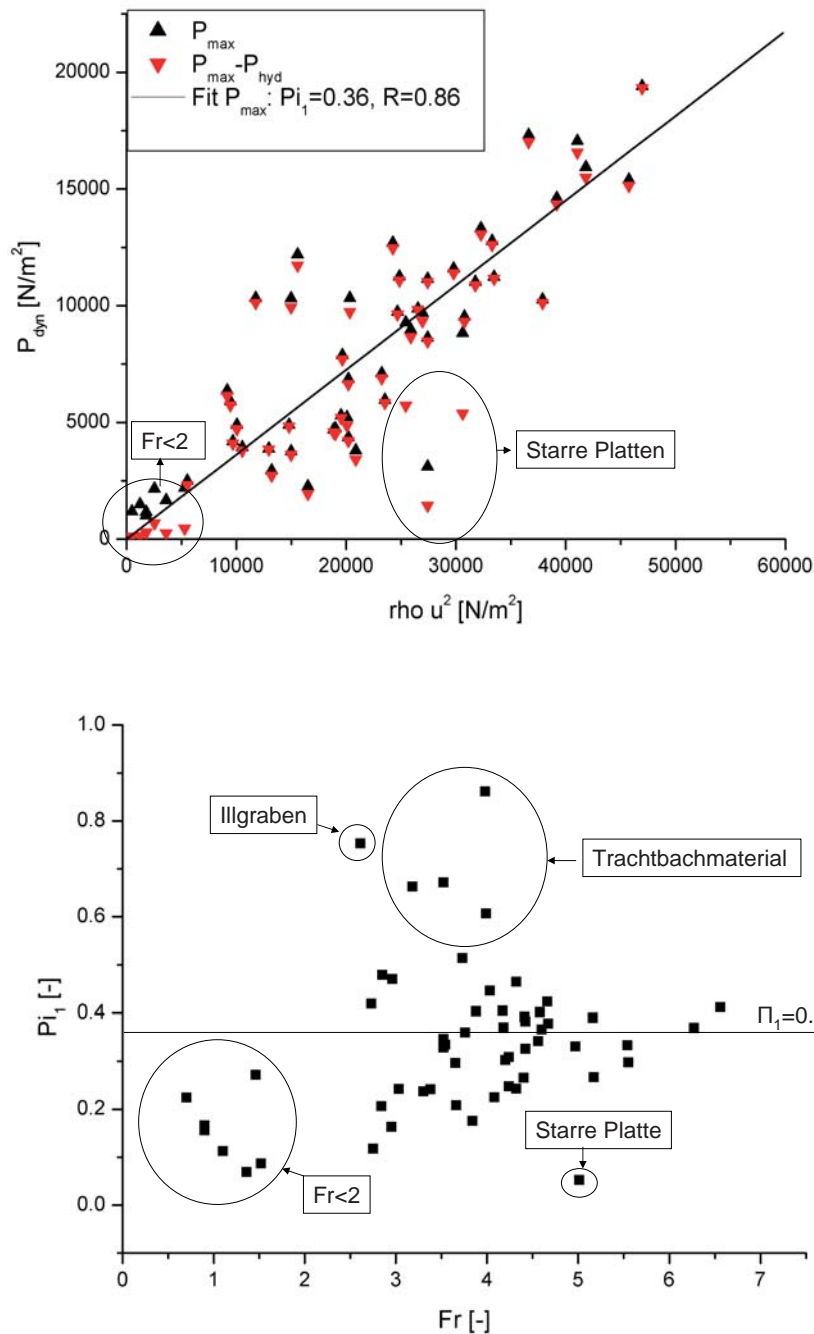 P_max
P_max-P_hyd
Fit P_max: Pi_1=0.36, R=0.86
20000
15000
10000
5000
0
P_dyn [N/m²]
Fr<2
Starre Platten
0 10000 20000 30000 40000 50000 60000
rho u² [N/m²]
1.0
0.8
0.6
0.4
0.2
0.0
Pi_1 [-]
Illgraben
Trachtbachmaterial
Π_1=0.
Starre Platte
Fr<2
0 1 2 3 4 5 6 7
Fr [-]